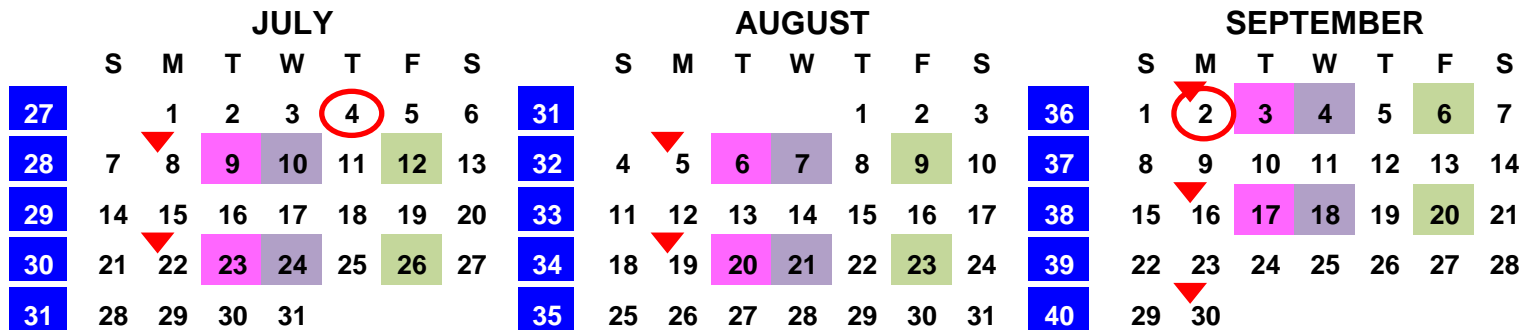 JULY AUGUST SEPTEMBER
S M T W T F S S M T W T F S S M T W T F S
27 1 2 3 4 5 6 31 1 2 3 36 1 2 3 4 5 6 7
28 7 8 9 10 11 12 13 32 4 5 6 7 8 9 10 37 8 9 10 11 12 13 14
29 14 15 16 17 18 19 20 33 11 12 13 14 15 16 17 38 15 16 17 18 19 20 21
30 21 22 23 24 25 26 27 34 18 19 20 21 22 23 24 39 22 23 24 25 26 27 28
31 28 29 30 31 35 25 26 27 28 29 30 31 40 29 30